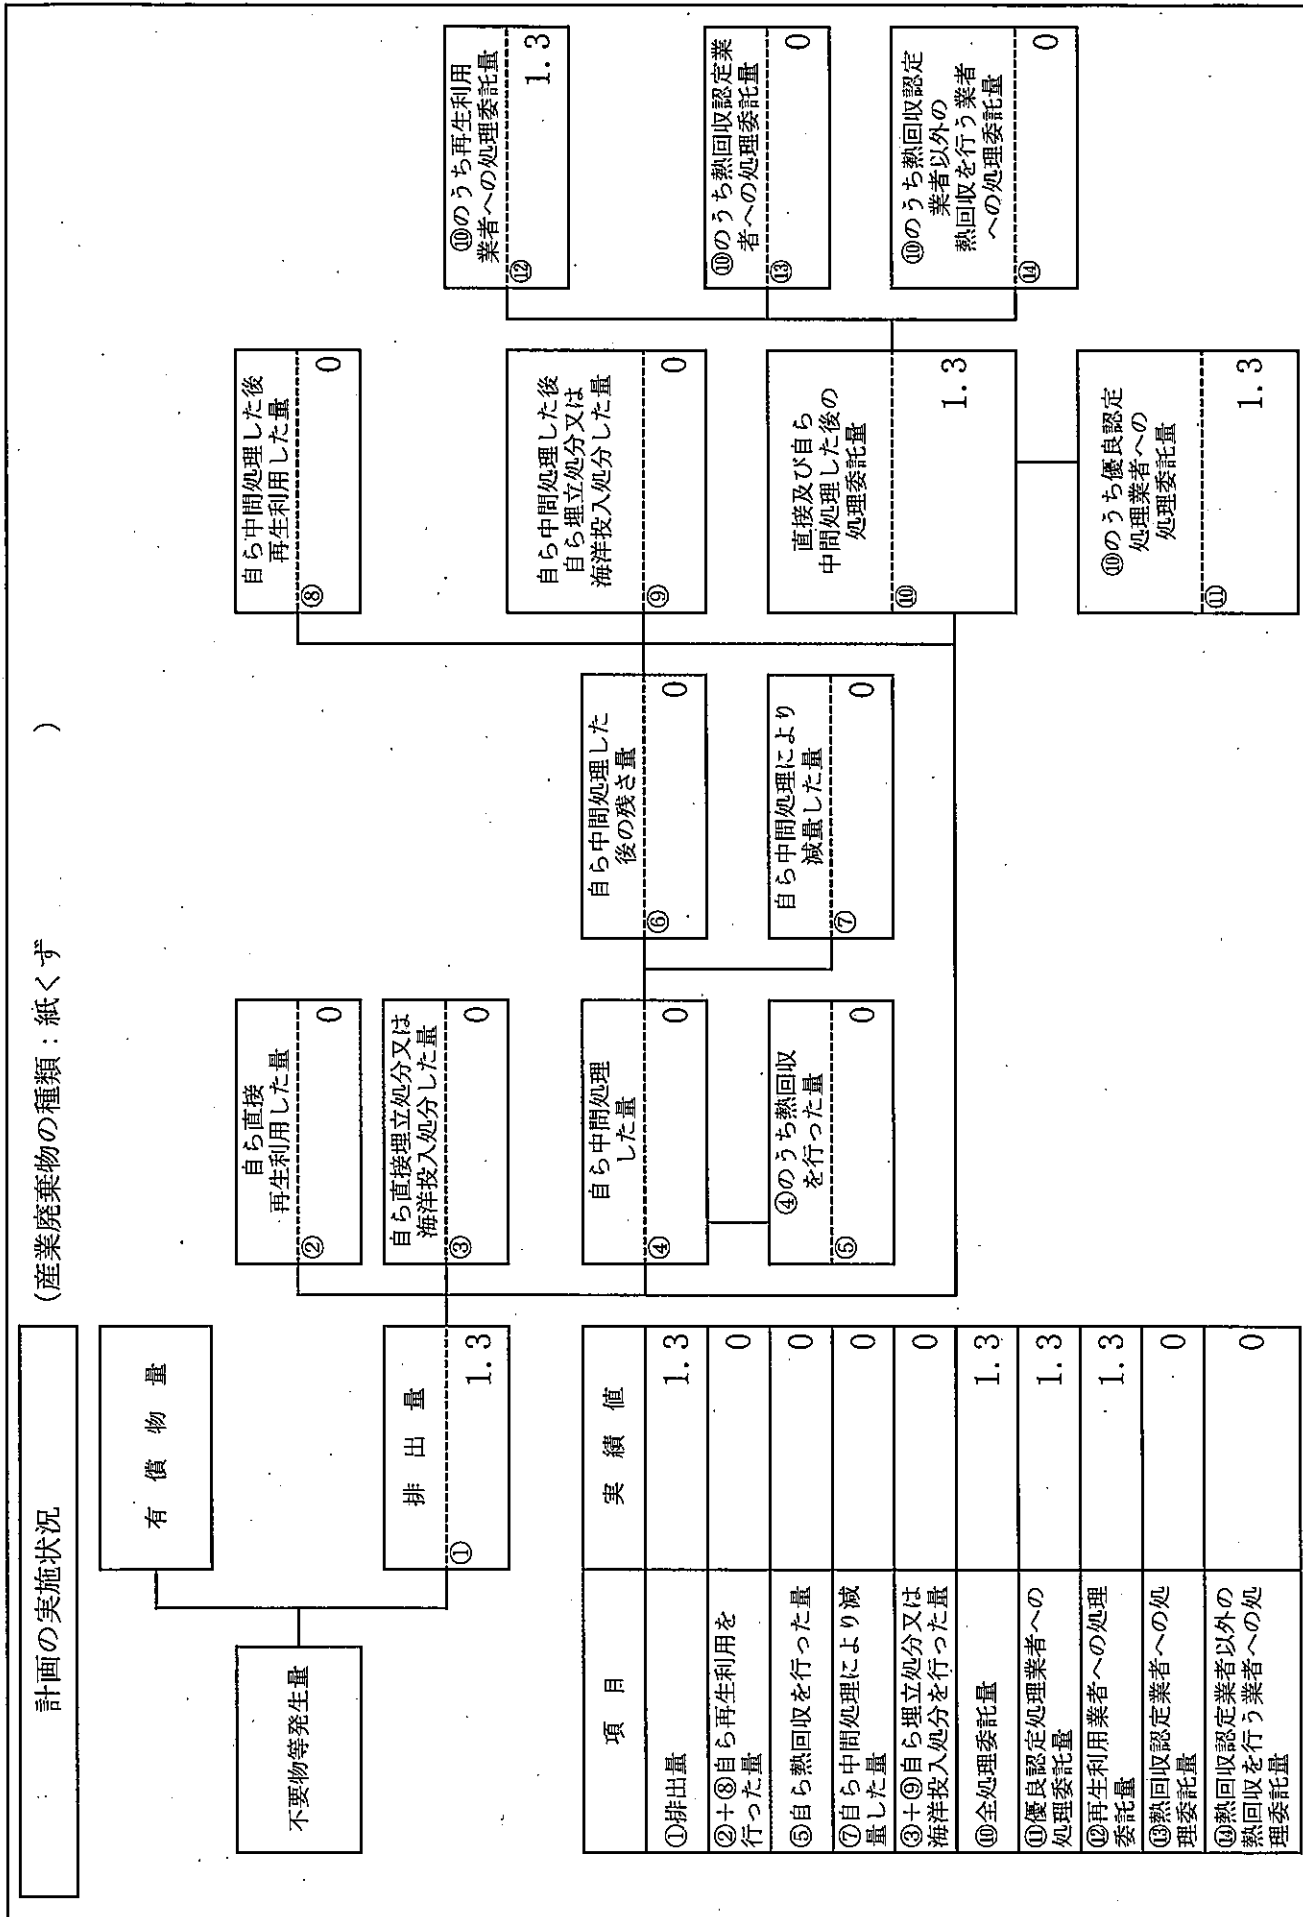 計画の実施状況
(産業廃棄物の種類：紙くず　　　　)
不要物等発生量
有償物量
排出量
① 1.3
自ら直接
再生利用した量
② 0
自ら直接埋立処分又は
海洋投入処分した量
③ 0
自ら中間処理
した量
④ 0
④のうち熱回収
を行った量
⑤ 0
自ら中間処理した
後の残さ量
⑥ 0
自ら中間処理により
減量した量
⑦ 0
自ら中間処理した後
再生利用した量
⑧ 0
自ら中間処理した後
自ら埋立処分又は
海洋投入処分した量
⑨ 0
直接及び自ら
中間処理した後の
処理委託量
⑩ 1.3
⑩のうち優良認定
処理業者への
処理委託量
⑪ 1.3
⑩のうち再生利用
業者への処理委託量
⑫ 1.3
⑩のうち熱回収認定業
者への処理委託量
⑬ 0
⑩のうち熱回収認定
業者以外の
熱回収を行う業者
への処理委託量
⑭ 0
項目 実績値
①排出量 1.3
②＋⑧自ら再生利用を
行った量 0
⑤自ら熱回収を行った量 0
⑦自ら中間処理により減
量した量 0
③＋⑨自ら埋立処分又は
海洋投入処分を行った量 0
⑩全処理委託量 1.3
⑪優良認定処理業者への
処理委託量 1.3
⑫再生利用業者への処理
委託量 1.3
⑬熱回収認定業者への処
理委託量 0
⑭熱回収認定業者以外の
熱回収を行う業者への処
理委託量 0